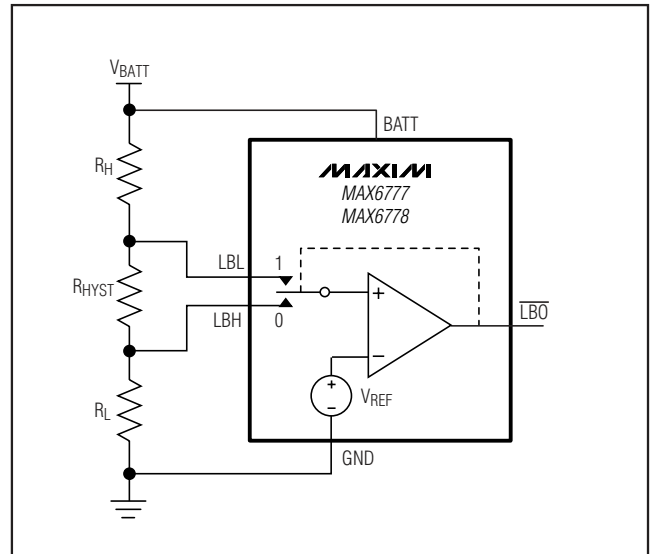 VBATT
BATT
RH
MAXIM
MAX6777
MAX6778
LBL
1
RHYST
LBH
0
+
−
LBO
+
−
VREF
RL
GND